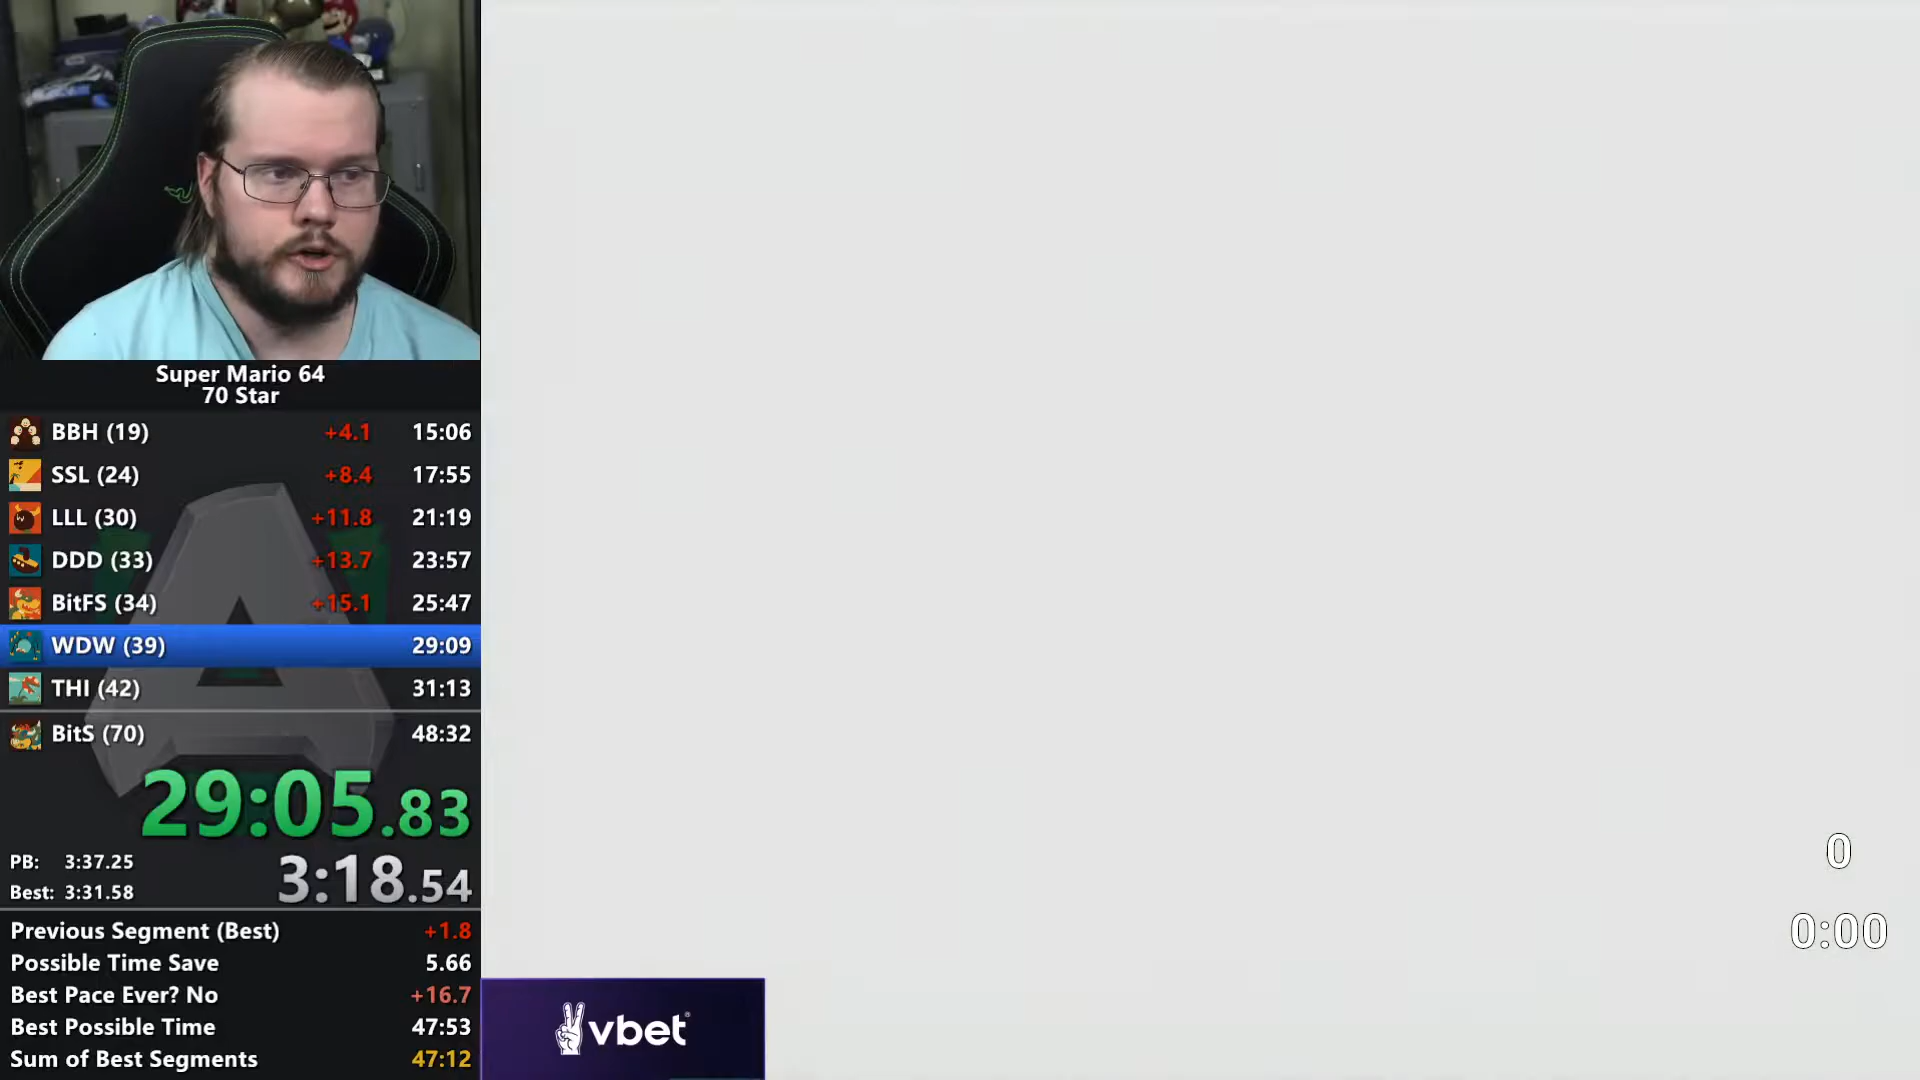 Super Mario 64
70 Star
BBH (19) +4.1 15:06
SSL (24) +8.4 17:55
LLL (30) +11.8 21:19
DDD (33) +13.7 23:57
BitFS (34) +15.1 25:47
WDW (39) 29:09
THI (42) 31:13
BitS (70) 48:32
29:05.83
PB: 3:37.25
Best: 3:31.58
3:18.54
Previous Segment (Best) +1.8
Possible Time Save 5.66
Best Pace Ever? No +16.7
Best Possible Time 47:53
Sum of Best Segments 47:12
0
0:00
vbet